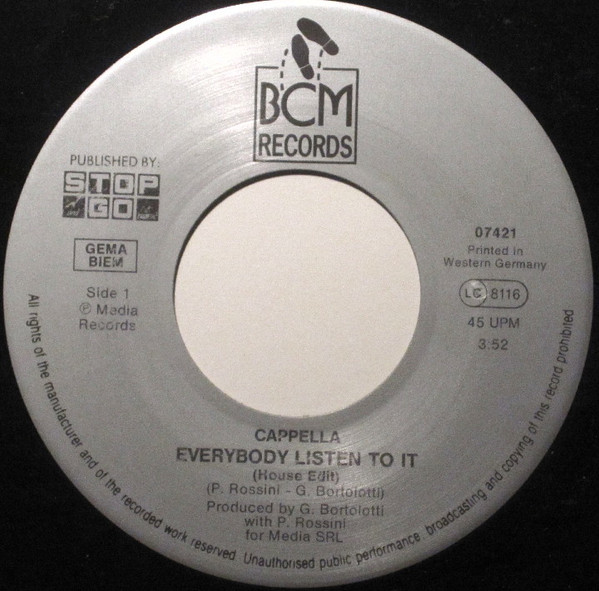 BCM
RECORDS
PUBLISHED BY:
STOP
GO
GEMA
BIEM
Side 1
℗ Media
Records
07421
Printed in
Western Germany
LC 8116
45 UPM
3:52
CAPPELLA
EVERYBODY LISTEN TO IT
(House Edit)
(P. Rossini - G. Bortolotti)
Produced by G. Bortolotti
with P. Rossini
for Media SRL
All rights of the manufacturer and of the recorded work reserved. Unauthorised public performance broadcasting and copying of this record prohibited